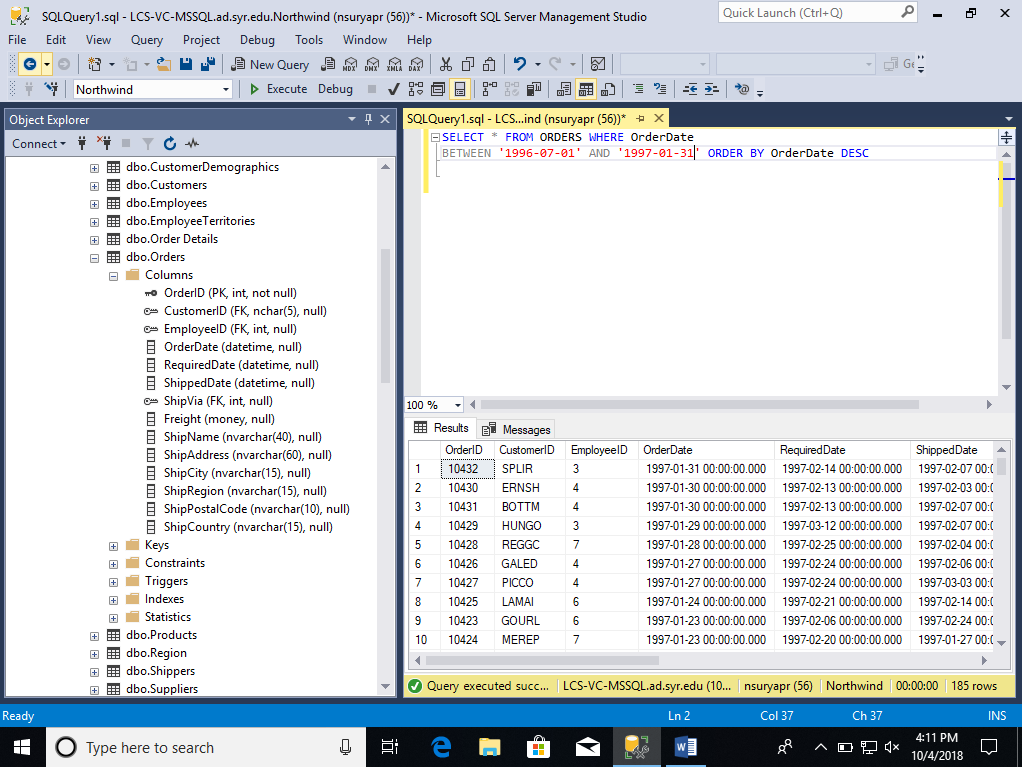 SQLQuery1.sql - LCS-VC-MSSQL.ad.syr.edu.Northwind (nsuryapr (56))* - Microsoft SQL Server Management Studio
Quick Launch (Ctrl+Q)
File Edit View Query Project Debug Tools Window Help
New Query MDX DMX XMLA DAX
Northwind Execute Debug
Object Explorer
Connect
dbo.CustomerDemographics
dbo.Customers
dbo.Employees
dbo.EmployeeTerritories
dbo.Order Details
dbo.Orders
Columns
OrderID (PK, int, not null)
CustomerID (FK, nchar(5), null)
EmployeeID (FK, int, null)
OrderDate (datetime, null)
RequiredDate (datetime, null)
ShippedDate (datetime, null)
ShipVia (FK, int, null)
Freight (money, null)
ShipName (nvarchar(40), null)
ShipAddress (nvarchar(60), null)
ShipCity (nvarchar(15), null)
ShipRegion (nvarchar(15), null)
ShipPostalCode (nvarchar(10), null)
ShipCountry (nvarchar(15), null)
Keys
Constraints
Triggers
Indexes
Statistics
dbo.Products
dbo.Region
dbo.Shippers
dbo.Suppliers
SQLQuery1.sql - LCS...ind (nsuryapr (56))*
SELECT * FROM ORDERS WHERE OrderDate
BETWEEN '1996-07-01' AND '1997-01-31' ORDER BY OrderDate DESC
100 %
Results Messages
OrderID CustomerID EmployeeID OrderDate RequiredDate ShippedDate
1 10432 SPLIR 3 1997-01-31 00:00:00.000 1997-02-14 00:00:00.000 1997-02-07 00:0
2 10430 ERNSH 4 1997-01-30 00:00:00.000 1997-02-13 00:00:00.000 1997-02-03 00:0
3 10431 BOTTM 4 1997-01-30 00:00:00.000 1997-02-13 00:00:00.000 1997-02-07 00:0
4 10429 HUNGO 3 1997-01-29 00:00:00.000 1997-03-12 00:00:00.000 1997-02-07 00:0
5 10428 REGGC 7 1997-01-28 00:00:00.000 1997-02-25 00:00:00.000 1997-02-04 00:0
6 10426 GALED 4 1997-01-27 00:00:00.000 1997-02-24 00:00:00.000 1997-02-06 00:0
7 10427 PICCO 4 1997-01-27 00:00:00.000 1997-02-24 00:00:00.000 1997-03-03 00:0
8 10425 LAMAI 6 1997-01-24 00:00:00.000 1997-02-21 00:00:00.000 1997-02-14 00:0
9 10423 GOURL 6 1997-01-23 00:00:00.000 1997-02-06 00:00:00.000 1997-02-24 00:0
10 10424 MEREP 7 1997-01-23 00:00:00.000 1997-02-20 00:00:00.000 1997-01-27 00:0
Query executed succ... LCS-VC-MSSQL.ad.syr.edu (10... nsuryapr (56) Northwind 00:00:00 185 rows
Ready Ln 2 Col 37 Ch 37 INS
Type here to search
4:11 PM
10/4/2018